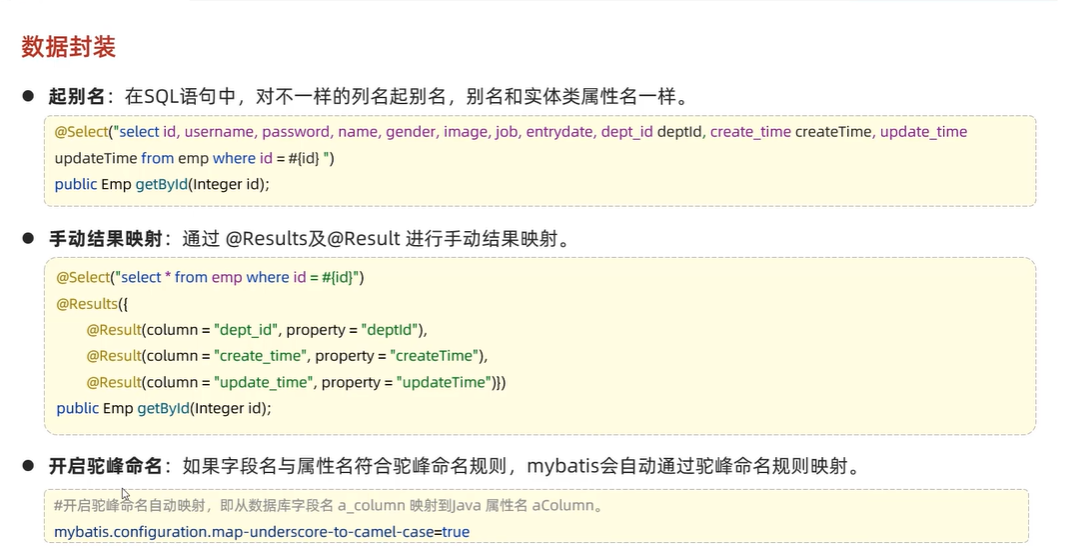 数据封装
● 起别名：在SQL语句中，对不一样的列名起别名，别名和实体类属性名一样。
@Select("select id, username, password, name, gender, image, job, entrydate, dept_id deptId, create_time createTime, update_time
updateTime from emp where id = #{id} ")
public Emp getById(Integer id);
● 手动结果映射：通过 @Results及@Result 进行手动结果映射。
@Select("select * from emp where id = #{id}")
@Results({
@Result(column = "dept_id", property = "deptId"),
@Result(column = "create_time", property = "createTime"),
@Result(column = "update_time", property = "updateTime")})
public Emp getById(Integer id);
● 开启驼峰命名：如果字段名与属性名符合驼峰命名规则，mybatis会自动通过驼峰命名规则映射。
#开启驼峰命名自动映射，即从数据库字段名 a_column 映射到Java 属性名 aColumn。
mybatis.configuration.map-underscore-to-camel-case=true